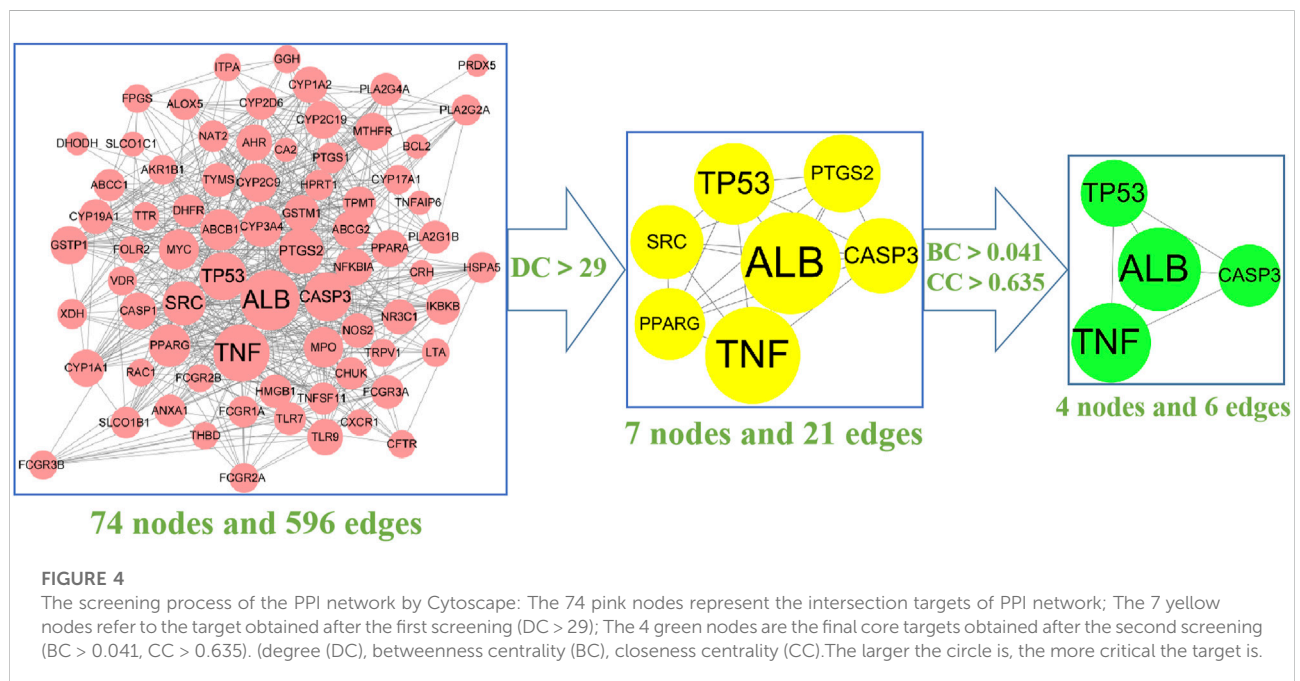 GGH
PRDX5
ITPA
CYP1A2
PLA2G4A
FPGS
ALOX5
CYP2D6
PLA2G2A
CYP2C19
MTHFR
NAT2
AHR
DHODH
SLCO1C1
CA2
BCL2
PTGS1
AKR1B1
TYMS
CYP2C9
HPRT1
CYP17A1
ABCC1
TPMT
TNFAIP6
CYP19A1
TTR
DHFR
GSTM1
ABCB1
CYP3A4
ABCG2
PLA2G1B
GSTP1
FOLR2
MYC
PTGS2
PPARA
NFKBIA
CRH
HSPA5
VDR
TP53
XDH
CASP1
SRC
ALB
CASP3
IKBKB
NR3C1
NOS2
PPARG
TNF
MPO
TRPV1
LTA
CYP1A1
RAC1
FCGR2B
CHUK
HMGB1
TNFSF11
FCGR3A
SLCO1B1
ANXA1
FCGR1A
TLR7
CXCR1
THBD
TLR9
CFTR
FCGR3B
FCGR2A
74 nodes and 596 edges
DC > 29
TP53
PTGS2
SRC
ALB
CASP3
PPARG
TNF
7 nodes and 21 edges
BC > 0.041
CC > 0.635
TP53
ALB
CASP3
TNF
4 nodes and 6 edges
FIGURE 4
The screening process of the PPI network by Cytoscape: The 74 pink nodes represent the intersection targets of PPI network; The 7 yellow
nodes refer to the target obtained after the first screening (DC > 29); The 4 green nodes are the final core targets obtained after the second screening
(BC > 0.041, CC > 0.635). (degree (DC), betweenness centrality (BC), closeness centrality (CC).The larger the circle is, the more critical the target is.